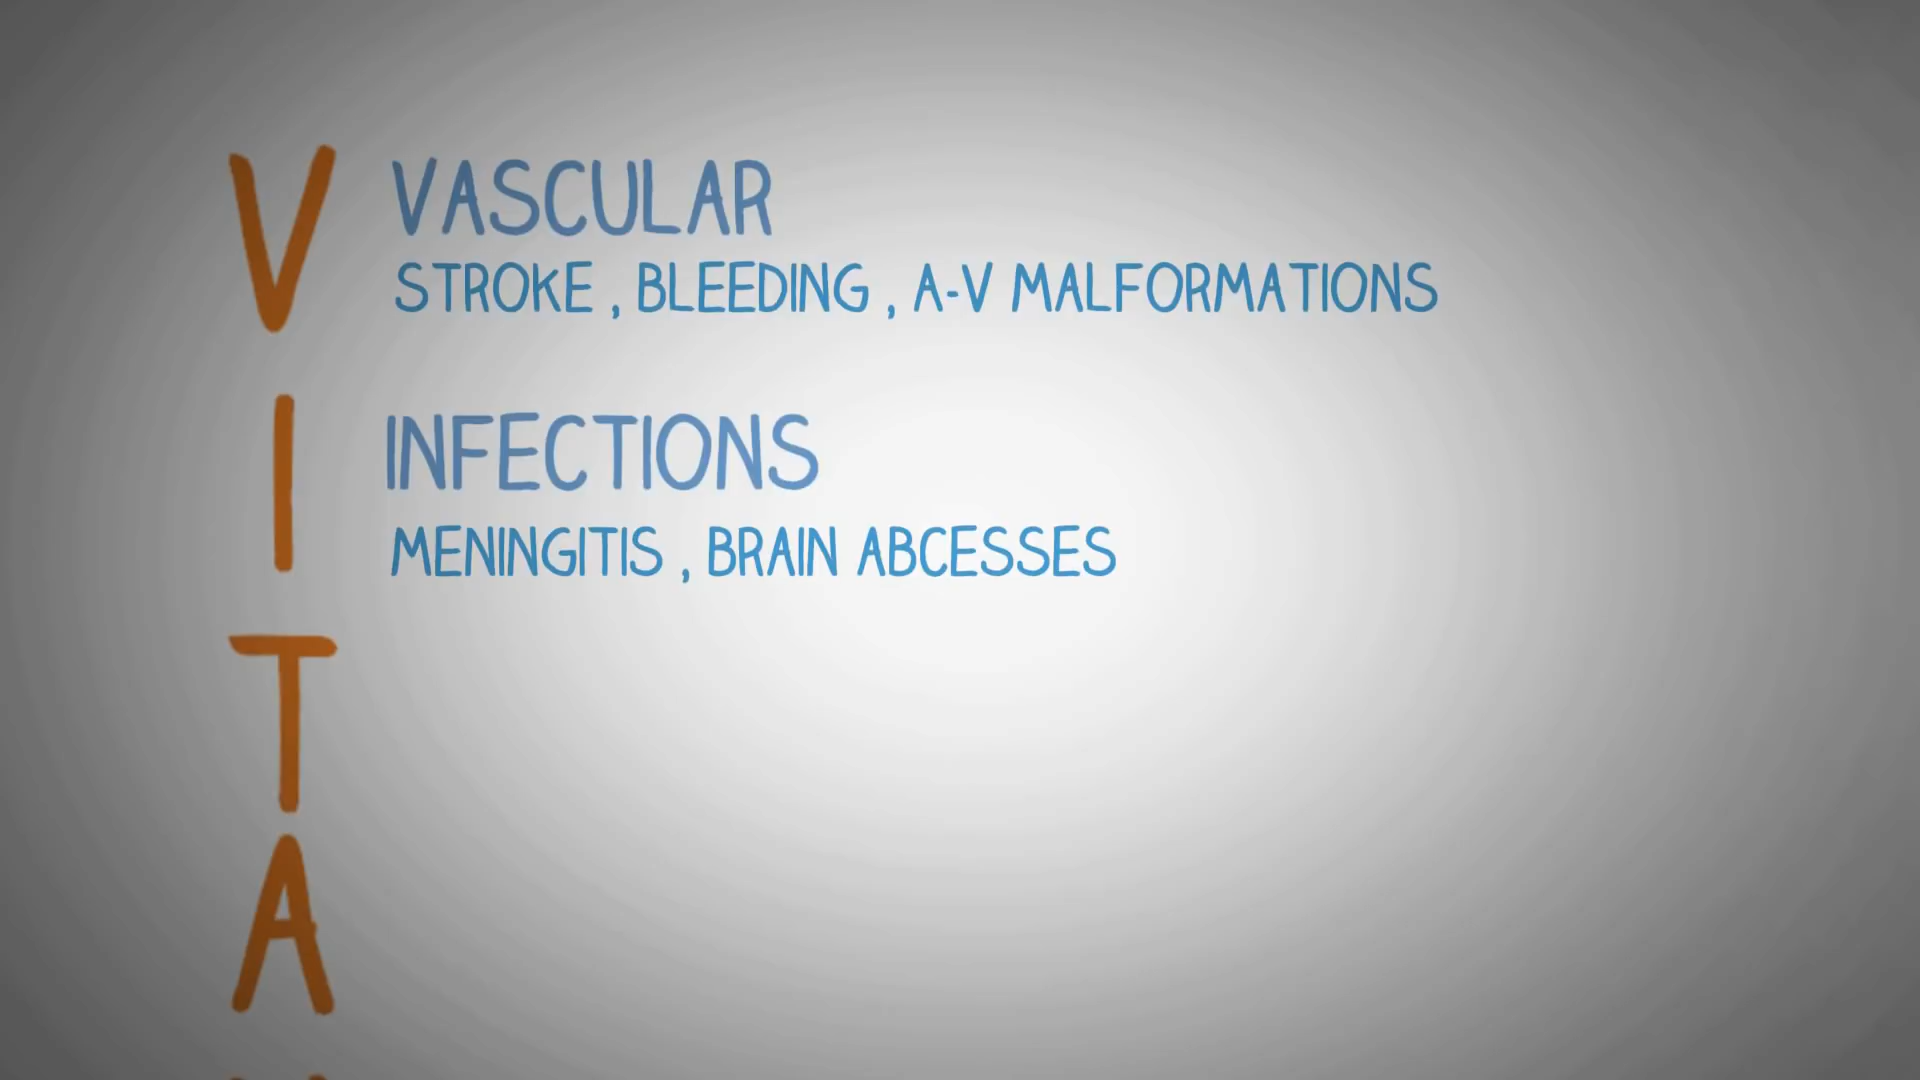 V VASCULAR
STROKE , BLEEDING , A-V MALFORMATIONS
I INFECTIONS
MENINGITIS , BRAIN ABCESSES
T
A